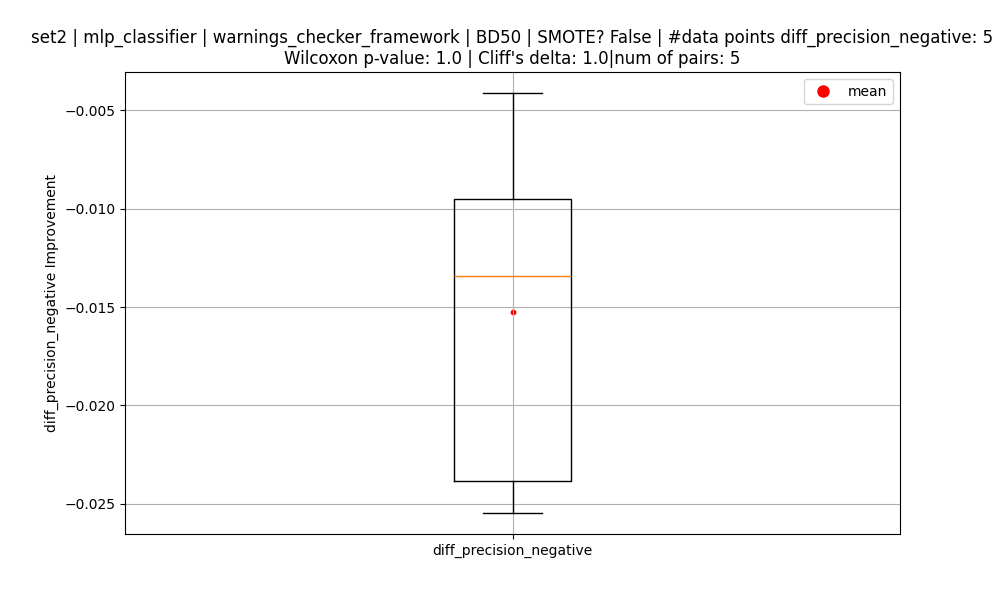 set2 | mlp_classifier | warnings_checker_framework | BD50 | SMOTE? False | #data points diff_precision_negative: 5
Wilcoxon p-value: 1.0 | Cliff's delta: 1.0|num of pairs: 5
mean
−0.005
−0.010
−0.015
−0.020
−0.025
diff_precision_negative Improvement
diff_precision_negative